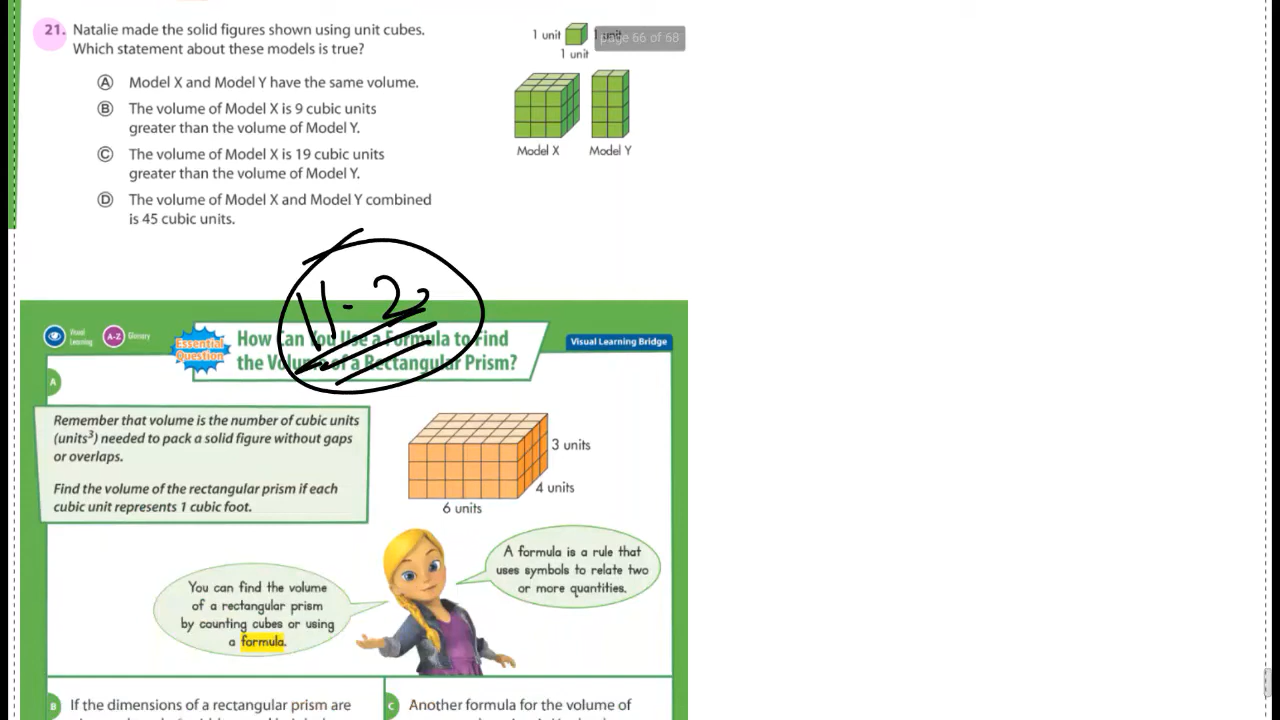 21. Natalie made the solid figures shown using unit cubes.
Which statement about these models is true?
A Model X and Model Y have the same volume.
B The volume of Model X is 9 cubic units
greater than the volume of Model Y.
C The volume of Model X is 19 cubic units
greater than the volume of Model Y.
D The volume of Model X and Model Y combined
is 45 cubic units.
1 unit
1 unit
1 unit
page 66 of 68
Model X
Model Y
11-2
Visual
Learning
A-Z
Glossary
Essential
Question
How Can You Use a Formula to Find
the Volume of a Rectangular Prism?
Visual Learning Bridge
A
Remember that volume is the number of cubic units
(units³) needed to pack a solid figure without gaps
or overlaps.
Find the volume of the rectangular prism if each
cubic unit represents 1 cubic foot.
3 units
4 units
6 units
You can find the volume
of a rectangular prism
by counting cubes or using
a formula.
A formula is a rule that
uses symbols to relate two
or more quantities.
B If the dimensions of a rectangular prism are
C Another formula for the volume of